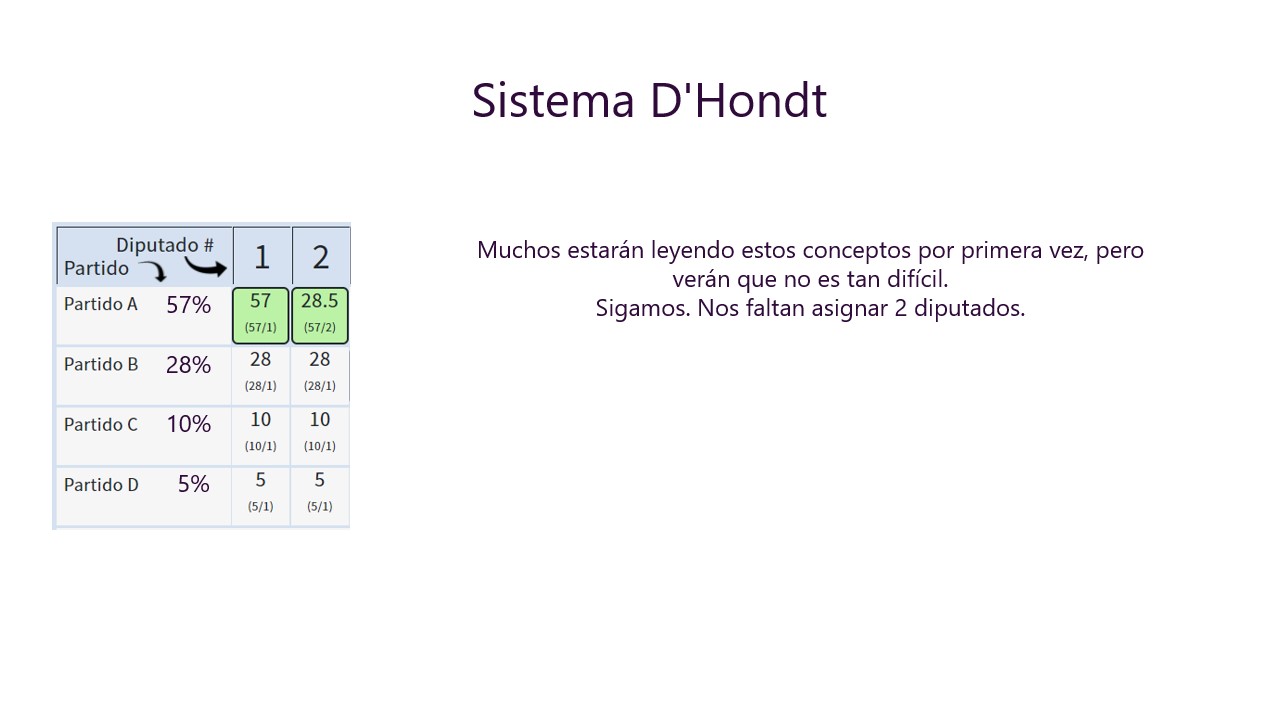 Sistema D'Hondt
Diputado #
Partido
1 2
Partido A 57% 57 28.5
(57/1) (57/2)
Partido B 28% 28 28
(28/1) (28/1)
Partido C 10% 10 10
(10/1) (10/1)
Partido D 5% 5 5
(5/1) (5/1)
Muchos estarán leyendo estos conceptos por primera vez, pero
verán que no es tan difícil.
Sigamos. Nos faltan asignar 2 diputados.